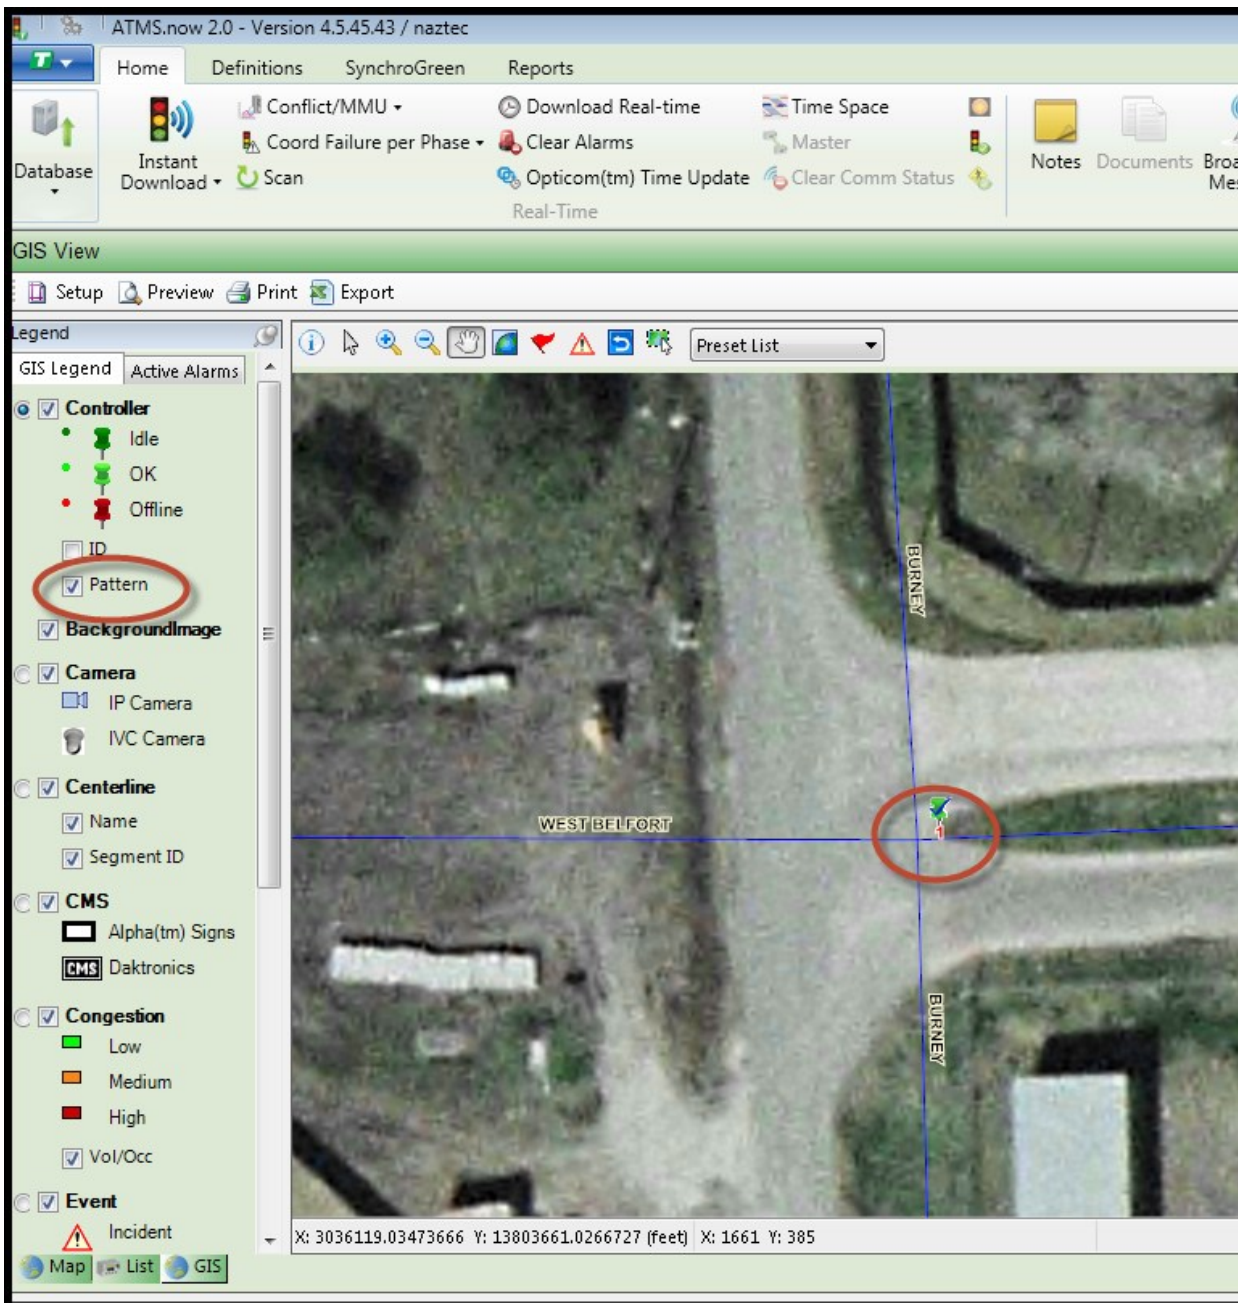 ATMS.now 2.0 - Version 4.5.45.43 / naztec
T Home Definitions SynchroGreen Reports
Conflict/MMU Download Real-time Time Space
Coord Failure per Phase Clear Alarms Master
Scan Opticom(tm) Time Update Clear Comm Status
Database
Instant
Download
Notes Documents
Real-Time
GIS View
Setup Preview Print Export
Legend
GIS Legend Active Alarms
Preset List
Controller
Idle
OK
Offline
ID
Pattern
BackgroundImage
Camera
IP Camera
IVC Camera
Centerline
Name
Segment ID
CMS
Alpha(tm) Signs
CMS Daktronics
Congestion
Low
Medium
High
Vol/Occ
Event
Incident
BURNEY
WEST BELFORT
1
BURNEY
X: 3036119.03473666 Y: 13803661.0266727 (feet) X: 1661 Y: 385
Map List GIS